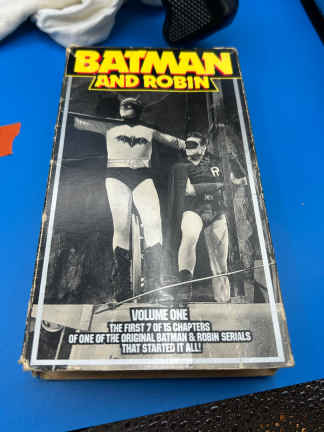 BATMAN
AND ROBIN
R
VOLUME ONE
THE FIRST 7 OF 15 CHAPTERS
OF ONE OF THE ORIGINAL BATMAN & ROBIN SERIALS
THAT STARTED IT ALL!